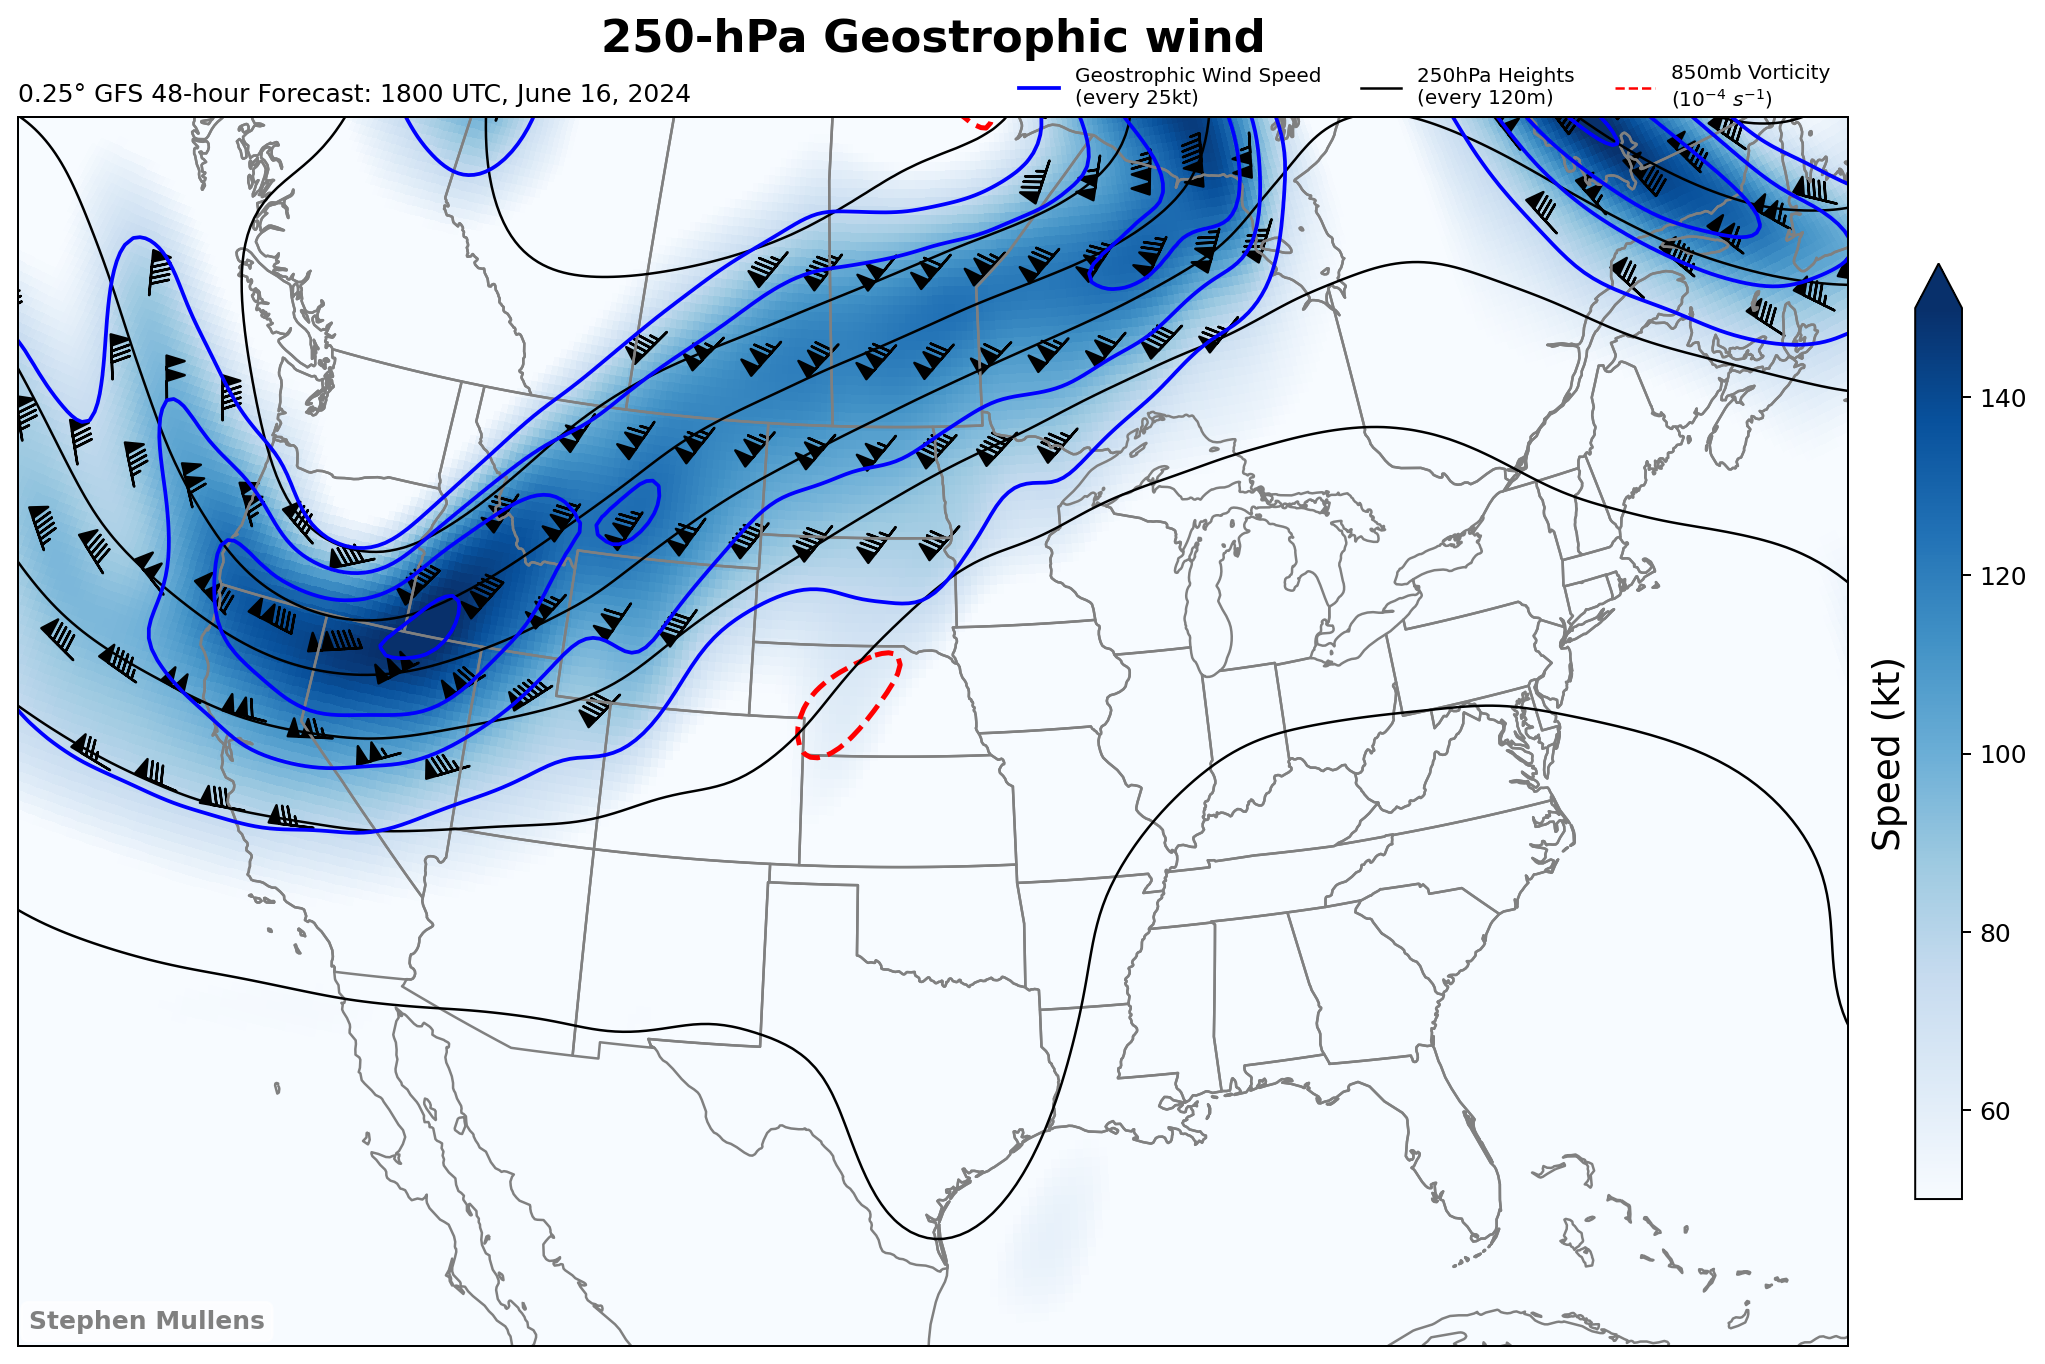 250-hPa Geostrophic wind
0.25° GFS 48-hour Forecast: 1800 UTC, June 16, 2024
Geostrophic Wind Speed
(every 25kt)
250hPa Heights
(every 120m)
850mb Vorticity
(10⁻⁴ s⁻¹)
140
120
100
80
60
Speed (kt)
Stephen Mullens